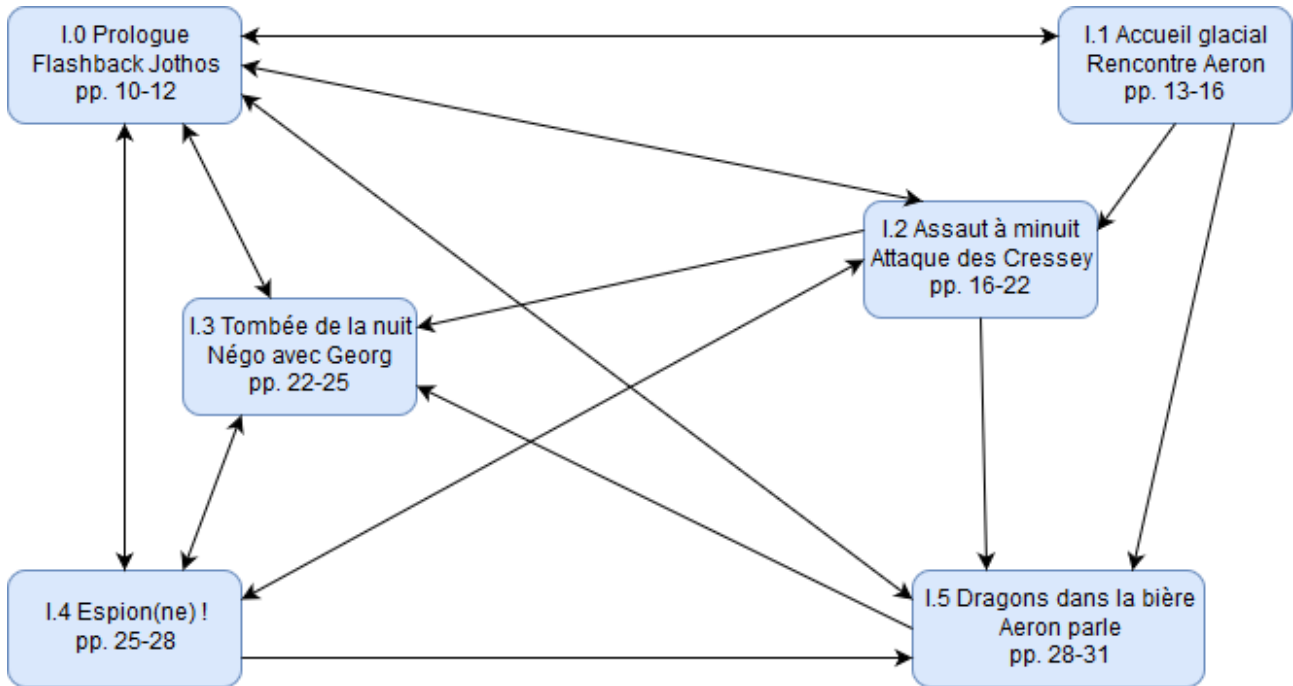 I.0 Prologue
Flashback Jothos
pp. 10-12
I.1 Accueil glacial
Rencontre Aeron
pp. 13-16
I.2 Assaut à minuit
Attaque des Cressey
pp. 16-22
I.3 Tombée de la nuit
Négo avec Georg
pp. 22-25
I.4 Espion(ne) !
pp. 25-28
I.5 Dragons dans la bière
Aeron parle
pp. 28-31